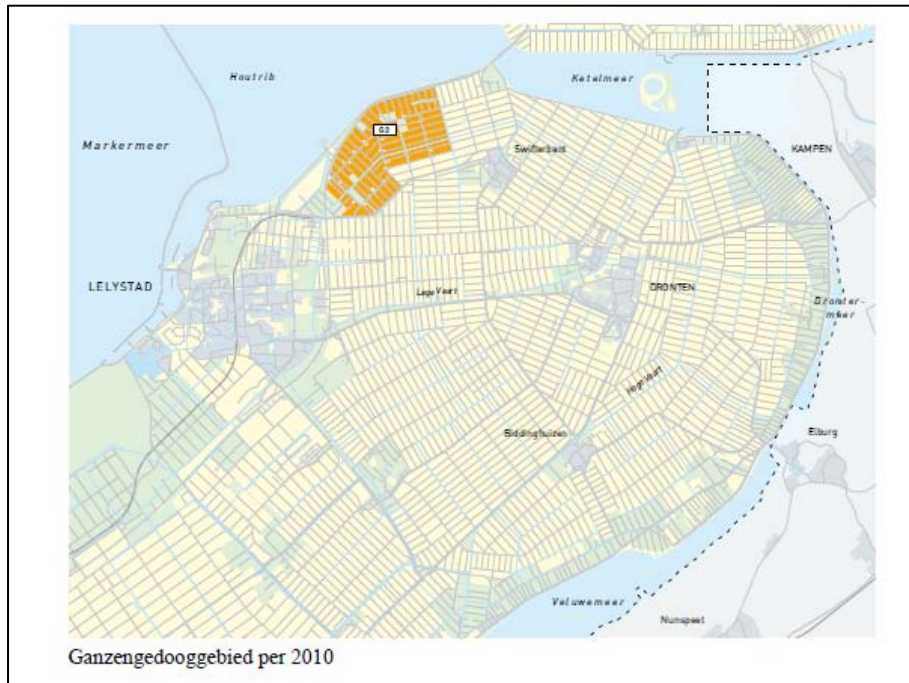 Houtrib
Ketelmeer
Markermeer
G2
Swifterbant
KAMPEN
LELYSTAD
Lage Vaart
DRONTEN
Dronter-
meer
Hoge Vaart
Biddinghuizen
Elburg
Veluwemeer
Nunspeet
Ganzengedooggebied per 2010